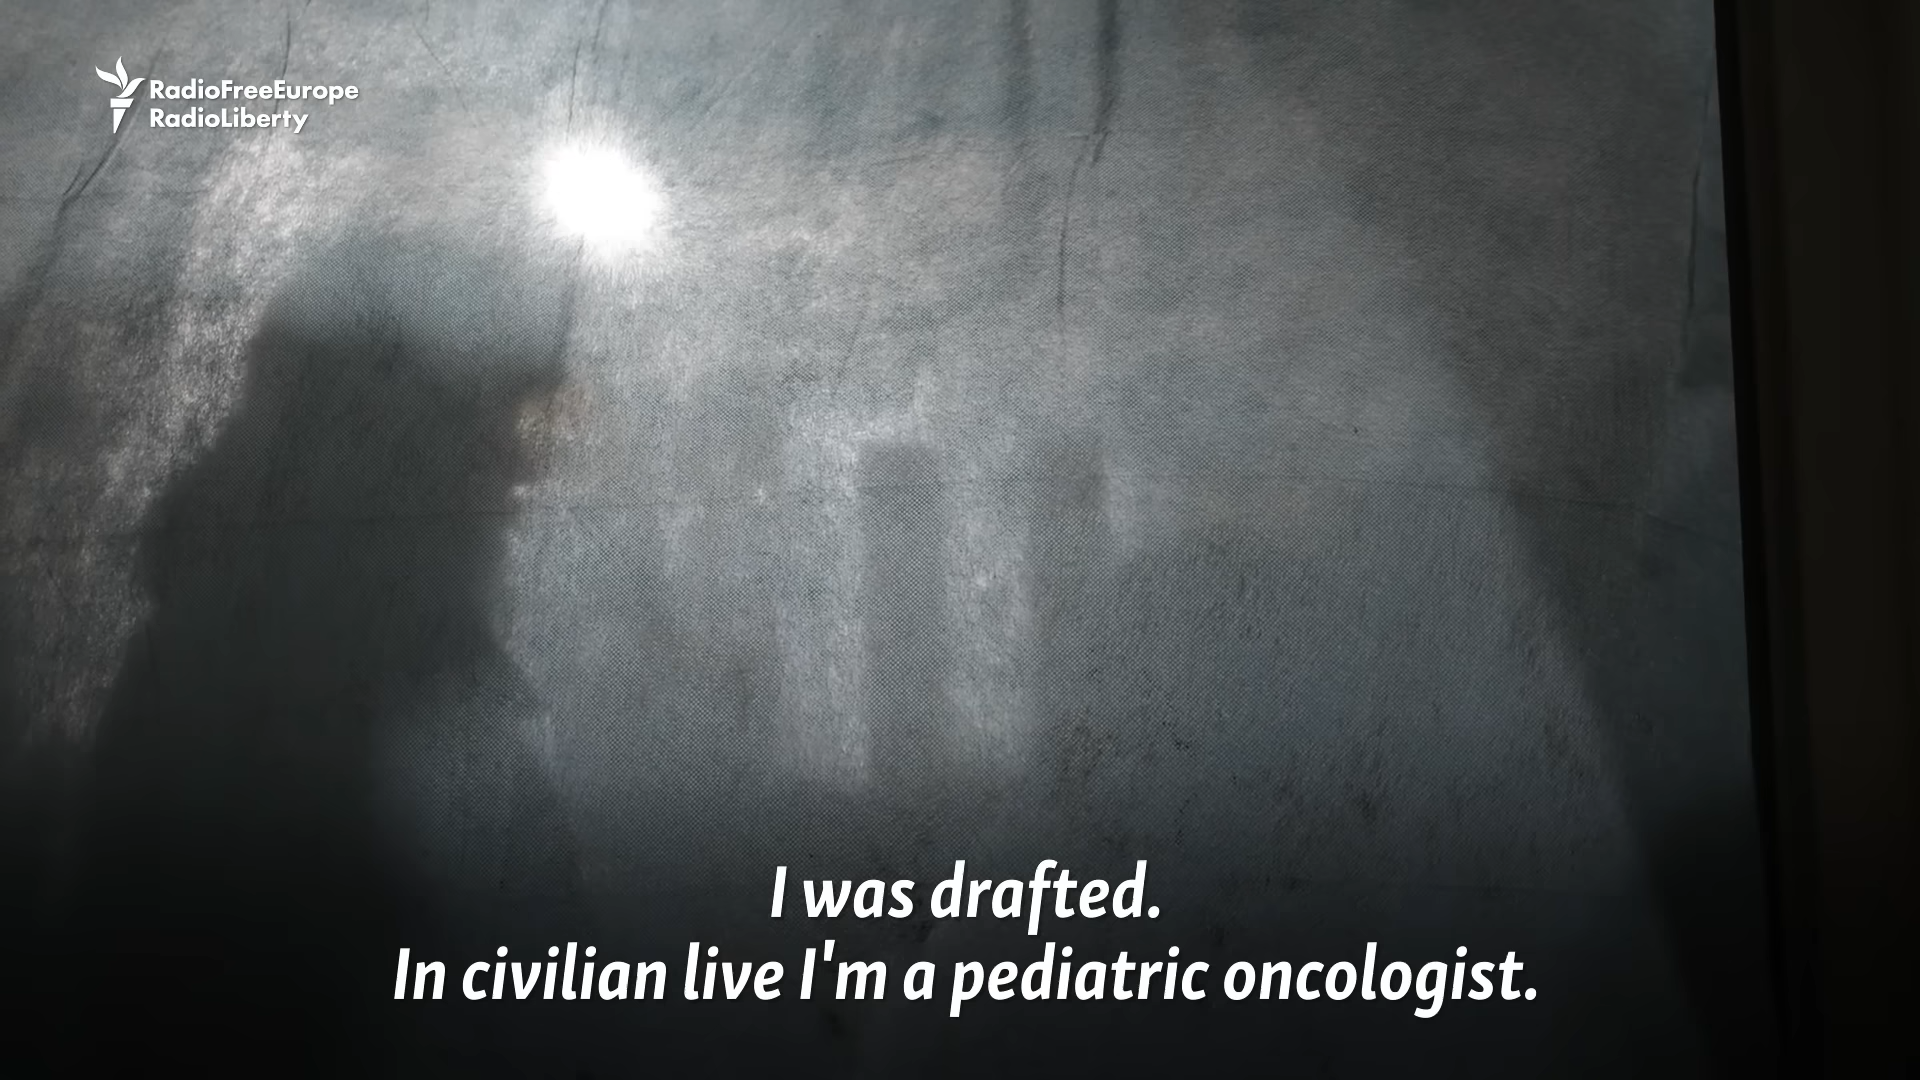 RadioFreeEurope
RadioLiberty
I was drafted.
In civilian live I'm a pediatric oncologist.